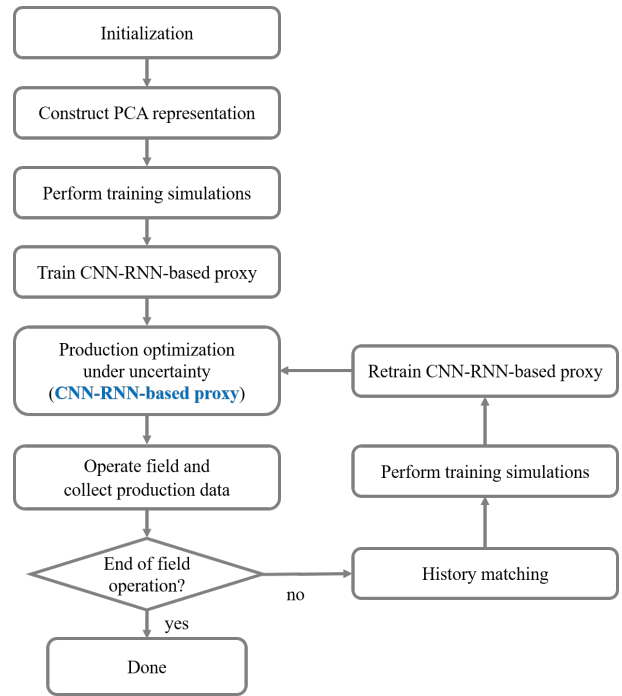 Initialization
Construct PCA representation
Perform training simulations
Train CNN-RNN-based proxy
Production optimization
under uncertainty
(CNN-RNN-based proxy)
Operate field and
collect production data
End of field
operation?
yes
Done
no
History matching
Perform training simulations
Retrain CNN-RNN-based proxy